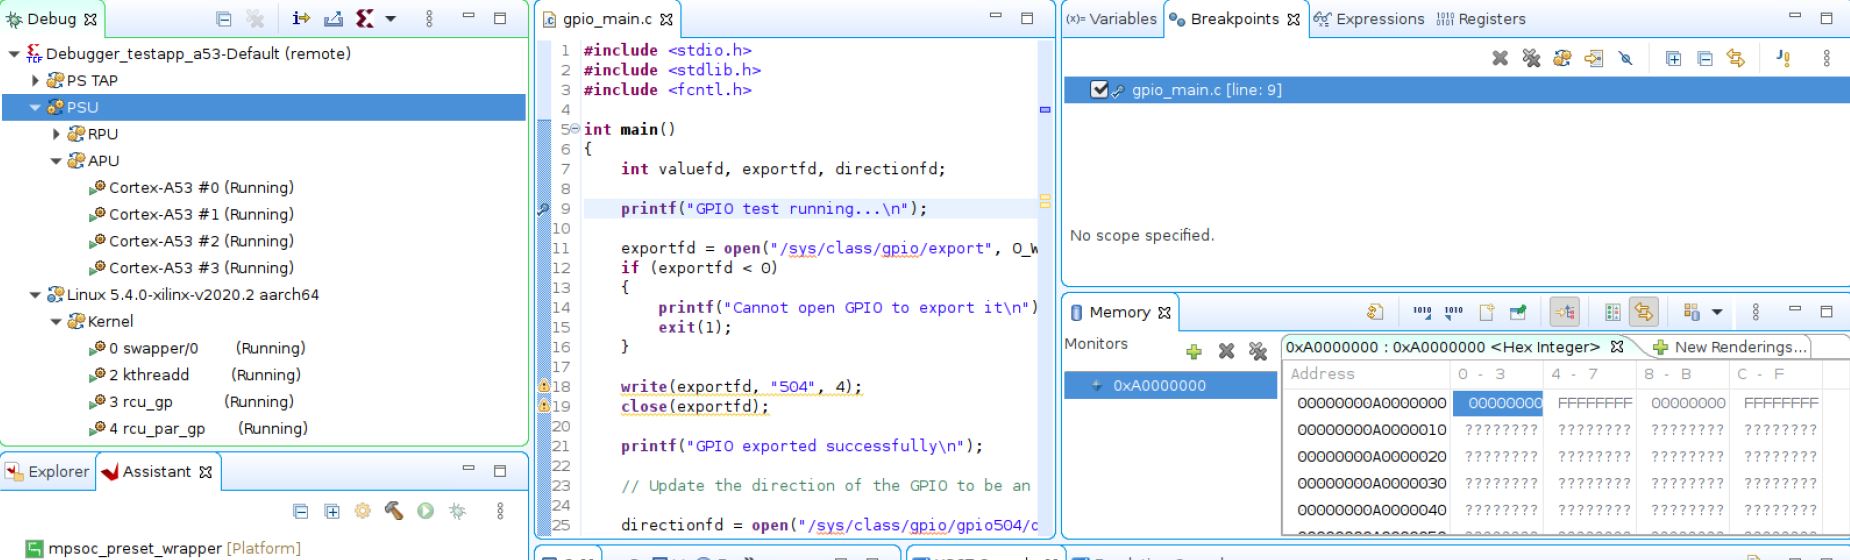 Debug
Debugger_testapp_a53-Default (remote)
PS TAP
PSU
RPU
APU
Cortex-A53 #0 (Running)
Cortex-A53 #1 (Running)
Cortex-A53 #2 (Running)
Cortex-A53 #3 (Running)
Linux 5.4.0-xilinx-v2020.2 aarch64
Kernel
0 swapper/0 (Running)
2 kthreadd (Running)
3 rcu_gp (Running)
4 rcu_par_gp (Running)
Explorer Assistant
mpsoc_preset_wrapper [Platform]
gpio_main.c
1 #include <stdio.h>
2 #include <stdlib.h>
3 #include <fcntl.h>
4
5 int main()
6 {
7 int valuefd, exportfd, directionfd;
8
9 printf("GPIO test running...\n");
10
11 exportfd = open("/sys/class/gpio/export", O_W
12 if (exportfd < 0)
13 {
14 printf("Cannot open GPIO to export it\n")
15 exit(1);
16 }
17
18 write(exportfd, "504", 4);
19 close(exportfd);
20
21 printf("GPIO exported successfully\n");
22
23 // Update the direction of the GPIO to be an
24
25 directionfd = open("/sys/class/gpio/gpio504/d
(x)= Variables Breakpoints Expressions Registers
gpio_main.c [line: 9]
No scope specified.
Memory
Monitors
0xA0000000
0xA0000000 : 0xA0000000 <Hex Integer> New Renderings...
Address 0 - 3 4 - 7 8 - B C - F
00000000A0000000 00000000 FFFFFFFF 00000000 FFFFFFFF
00000000A0000010 ???????? ???????? ???????? ????????
00000000A0000020 ???????? ???????? ???????? ????????
00000000A0000030 ???????? ???????? ???????? ????????
00000000A0000040 ???????? ???????? ???????? ????????